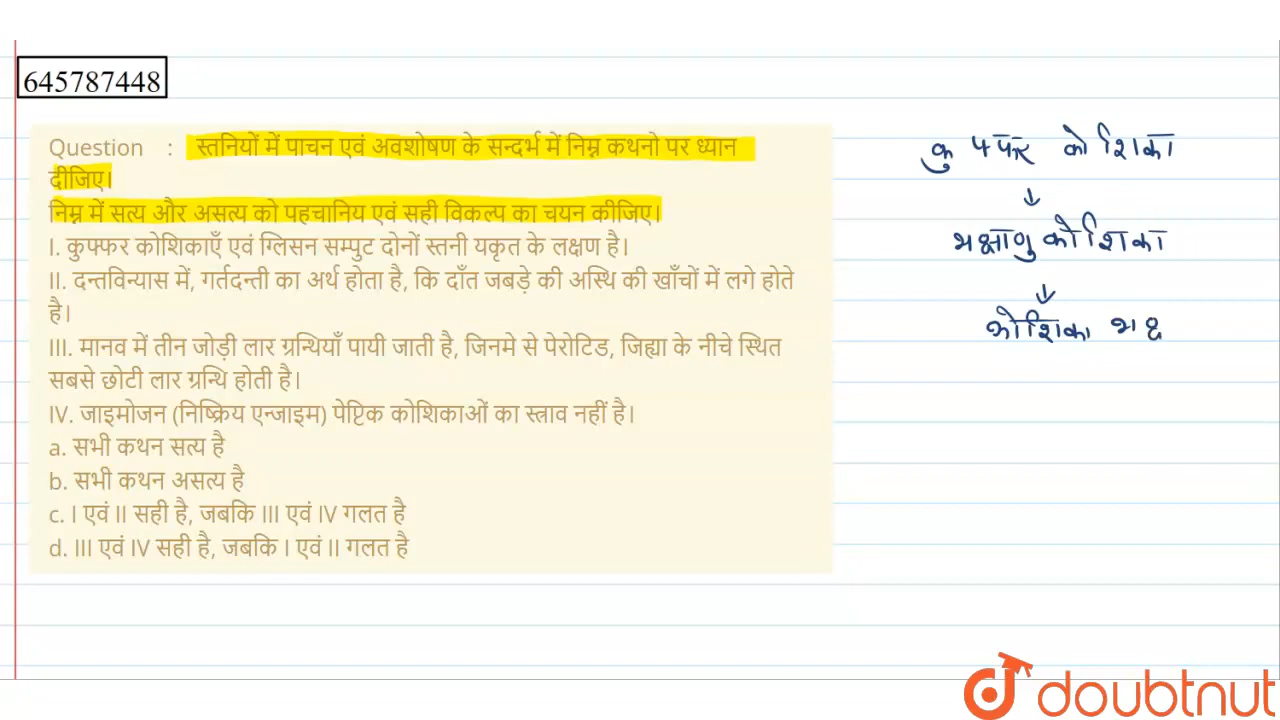 645787448
Question : स्तनियों में पाचन एवं अवशोषण के सन्दर्भ में निम्न कथनो पर ध्यान
दीजिए।
निम्न में सत्य और असत्य को पहचानिय एवं सही विकल्प का चयन कीजिए।
I. कुफ्फर कोशिकाएँ एवं ग्लिसन सम्पुट दोनों स्तनी यकृत के लक्षण है।
II. दन्तविन्यास में, गर्तदन्ती का अर्थ होता है, कि दाँत जबड़े की अस्थि की खाँचों में लगे होते
है।
III. मानव में तीन जोड़ी लार ग्रन्थियाँ पायी जाती है, जिनमे से पेरोटिड, जिह्या के नीचे स्थित
सबसे छोटी लार ग्रन्थि होती है।
IV. जाइमोजन (निष्क्रिय एन्जाइम) पेप्टिक कोशिकाओं का स्त्राव नहीं है।
a. सभी कथन सत्य है
b. सभी कथन असत्य है
c. I एवं II सही है, जबकि III एवं IV गलत है
d. III एवं IV सही है, जबकि I एवं II गलत है
कोशिका
↓
भक्षाणु कोशिका
↓
कोशिका
doubtnut